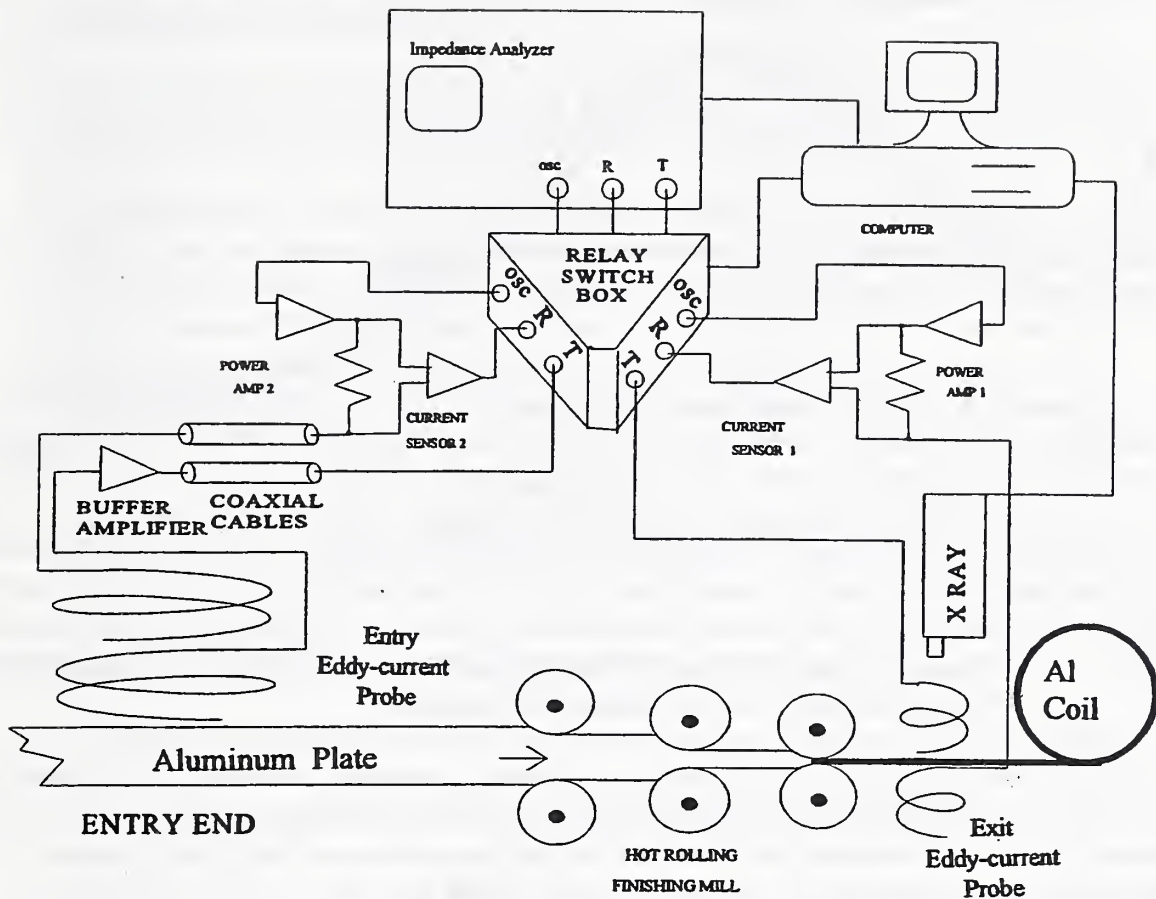 Impedance Analyzer
osc R T
COMPUTER
RELAY
SWITCH
BOX
osc
R
T
osc
R
T
POWER
AMP 2
CURRENT
SENSOR 2
CURRENT
SENSOR 1
POWER
AMP 1
BUFFER
AMPLIFIER
COAXIAL
CABLES
X RAY
Entry
Eddy-current
Probe
Al
Coil
Aluminum Plate
ENTRY END
HOT ROLLING
FINISHING MILL
Exit
Eddy-current
Probe